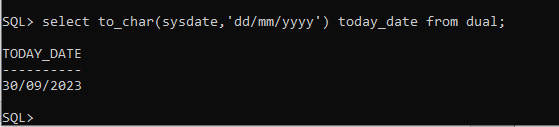 SQL> select to_char(sysdate,'dd/mm/yyyy') today_date from dual;
TODAY_DATE
----------
30/09/2023
SQL>